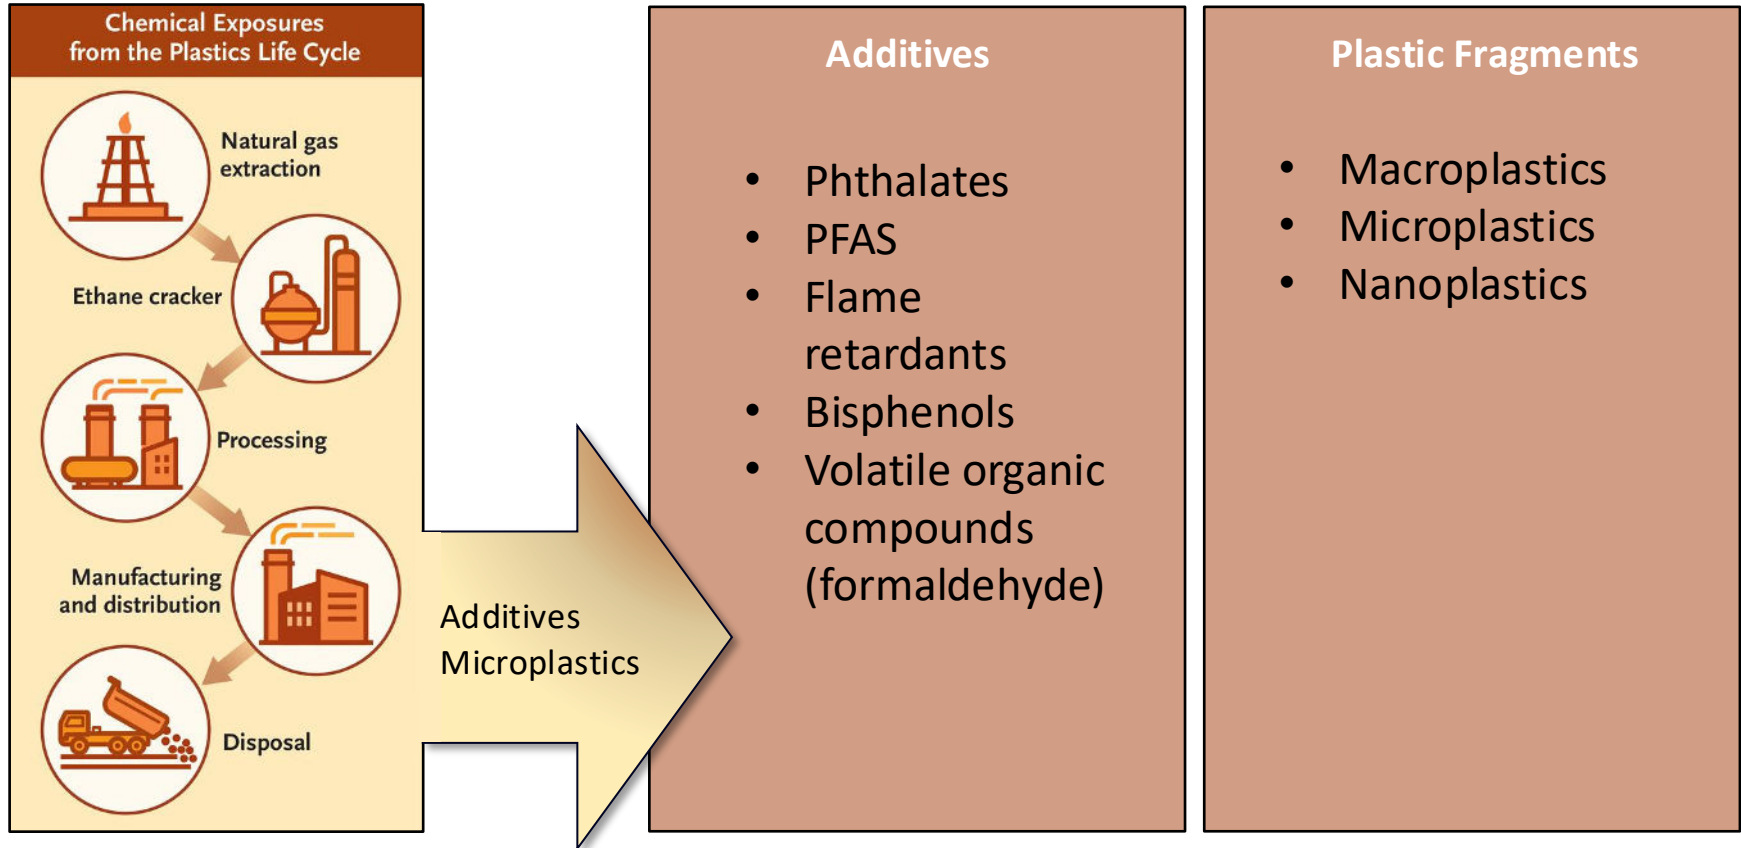 Chemical Exposures
from the Plastics Life Cycle
Natural gas
extraction
Ethane cracker
Processing
Manufacturing
and distribution
Disposal
Additives
Microplastics
Additives
• Phthalates
• PFAS
• Flame
retardants
• Bisphenols
• Volatile organic
compounds
(formaldehyde)
Plastic Fragments
• Macroplastics
• Microplastics
• Nanoplastics